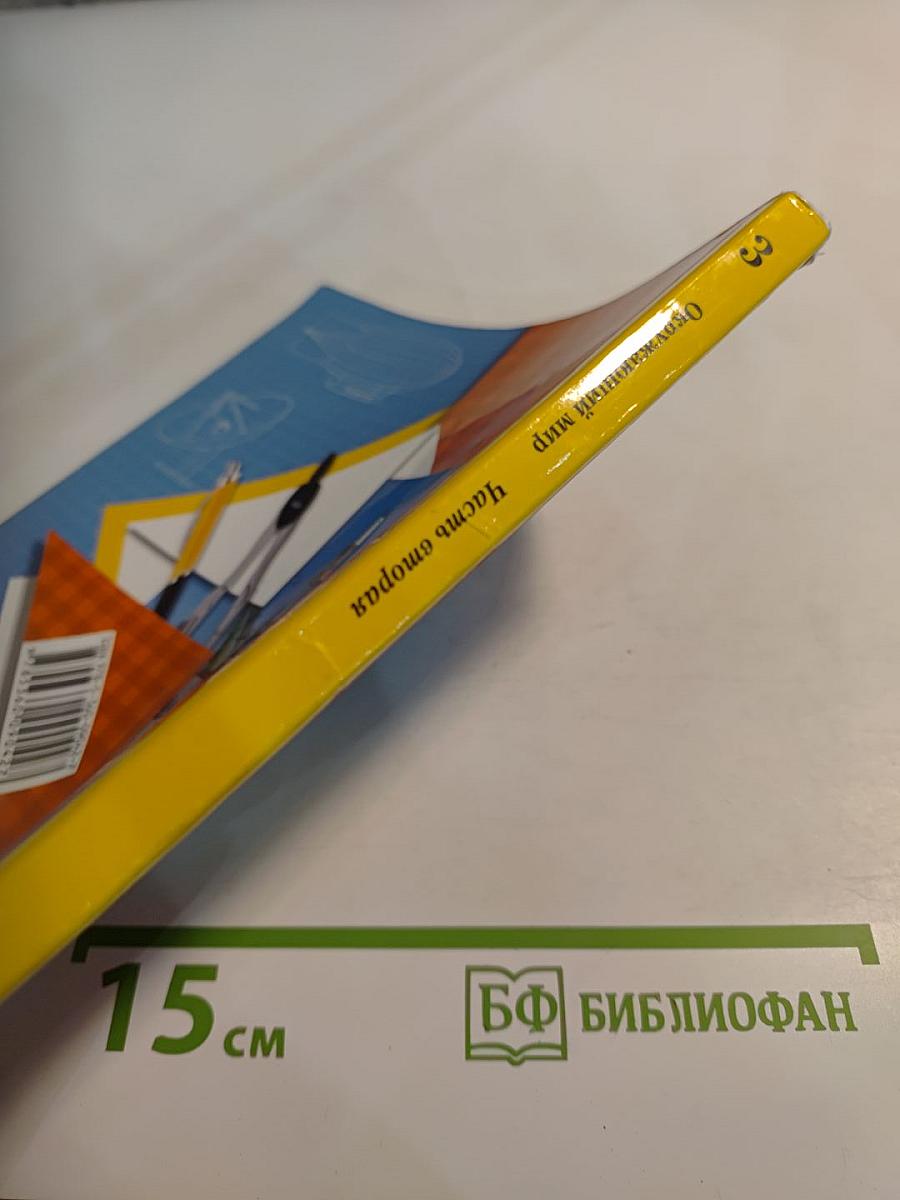 3
Окружающий мир
Часть вторая
15 см
БФ БИБЛИОФАН